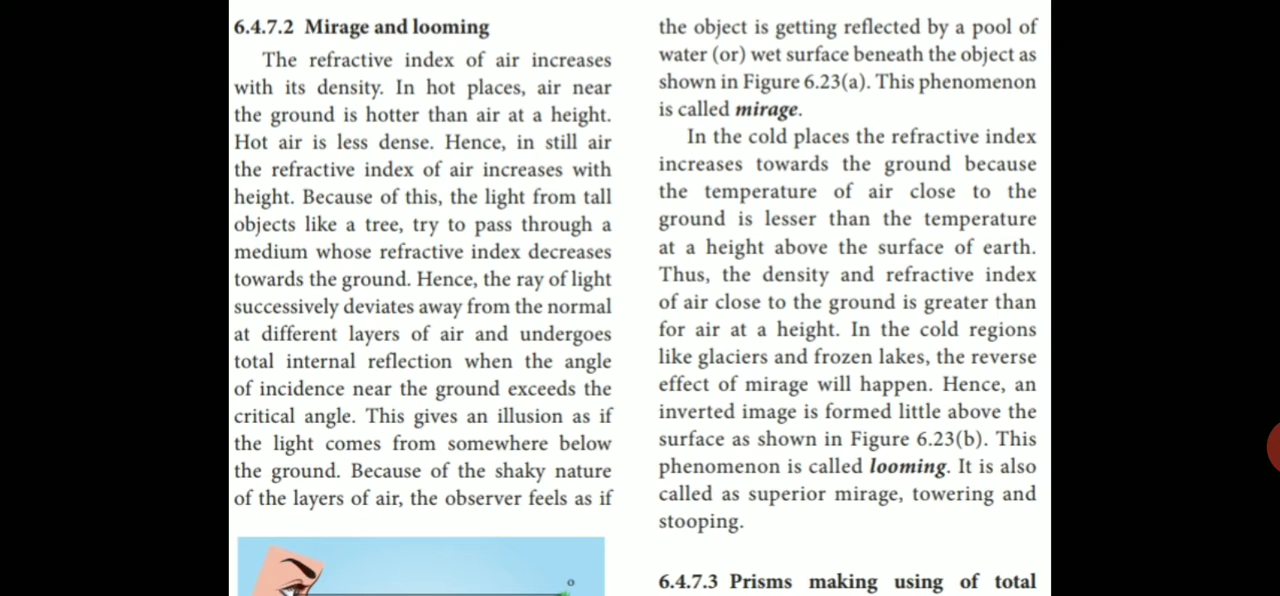 6.4.7.2 Mirage and looming
The refractive index of air increases
with its density. In hot places, air near
the ground is hotter than air at a height.
Hot air is less dense. Hence, in still air
the refractive index of air increases with
height. Because of this, the light from tall
objects like a tree, try to pass through a
medium whose refractive index decreases
towards the ground. Hence, the ray of light
successively deviates away from the normal
at different layers of air and undergoes
total internal reflection when the angle
of incidence near the ground exceeds the
critical angle. This gives an illusion as if
the light comes from somewhere below
the ground. Because of the shaky nature
of the layers of air, the observer feels as if
o
the object is getting reflected by a pool of
water (or) wet surface beneath the object as
shown in Figure 6.23(a). This phenomenon
is called mirage.
In the cold places the refractive index
increases towards the ground because
the temperature of air close to the
ground is lesser than the temperature
at a height above the surface of earth.
Thus, the density and refractive index
of air close to the ground is greater than
for air at a height. In the cold regions
like glaciers and frozen lakes, the reverse
effect of mirage will happen. Hence, an
inverted image is formed little above the
surface as shown in Figure 6.23(b). This
phenomenon is called looming. It is also
called as superior mirage, towering and
stooping.
6.4.7.3 Prisms making using of total